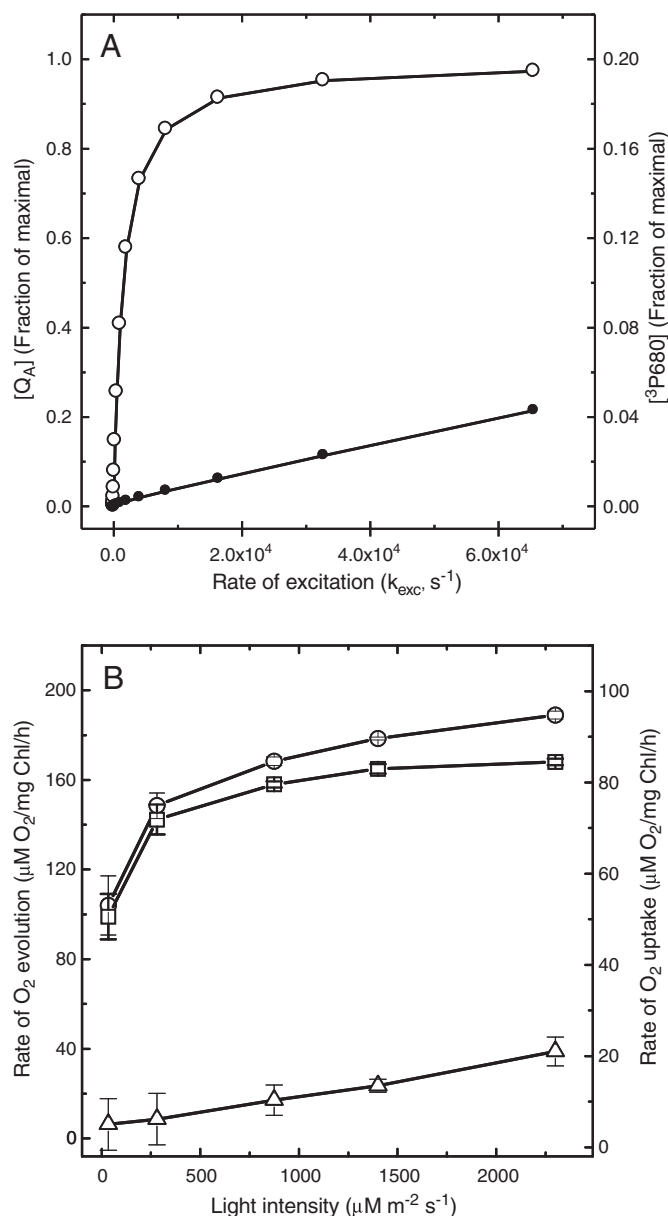 A
[QA] (Fraction of maximal)
1.0
0.8
0.6
0.4
0.2
0.0
0.20
0.16
0.12
0.08
0.04
0.00
[³P680] (Fraction of maximal)
0.0 2.0x10⁴ 4.0x10⁴ 6.0x10⁴
Rate of excitation (kexc, s⁻¹)
B
Rate of O₂ evolution (μM O₂/mg Chl/h)
200
160
120
80
40
0
100
80
60
40
20
0
Rate of O₂ uptake (μM O₂/mg Chl/h)
0 500 1000 1500 2000
Light intensity (μM m⁻² s⁻¹)